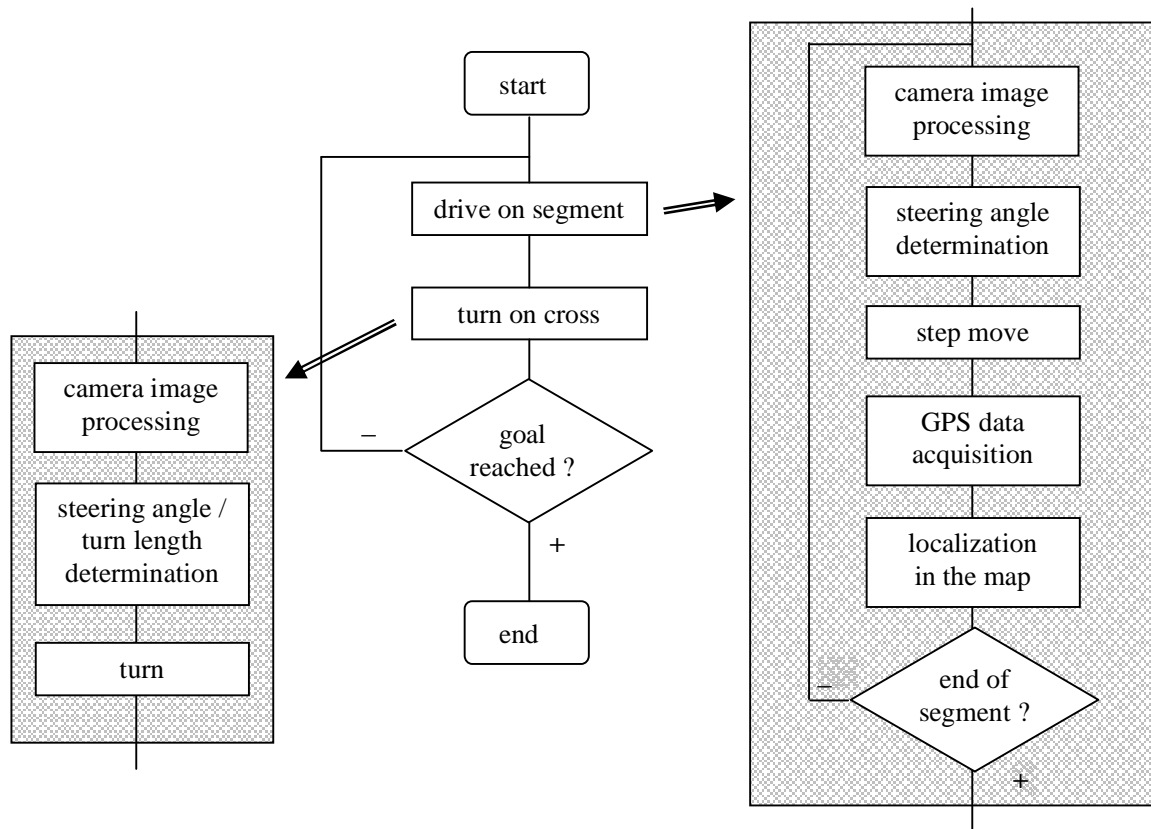 start
drive on segment
turn on cross
goal
reached ?
–
+
end
camera image
processing
steering angle /
turn length
determination
turn
camera image
processing
steering angle
determination
step move
GPS data
acquisition
localization
in the map
end of
segment ?
–
+